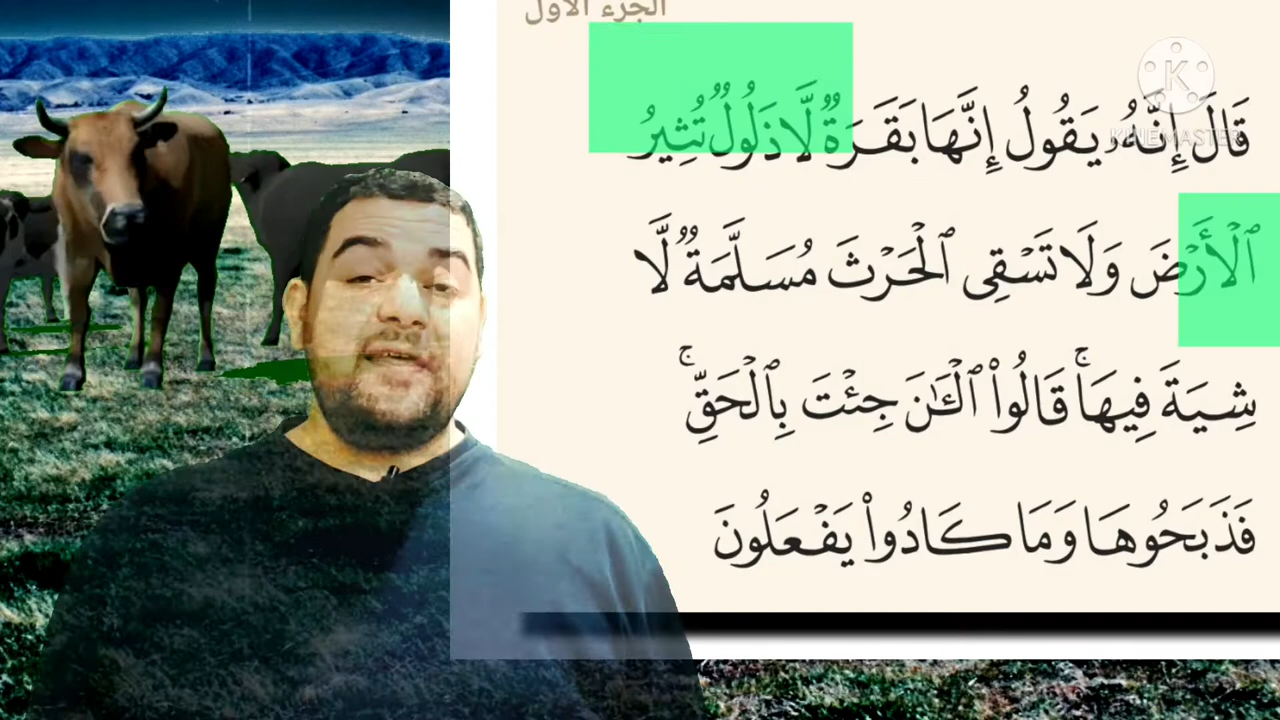 الجزء الأول
قَالَ إِنَّهُۥ يَقُولُ إِنَّهَا بَقَرَةٌۭ لَّا ذَلُولٌۭ تُثِيرُ
ٱلْأَرْضَ وَلَا تَسْقِى ٱلْحَرْثَ مُسَلَّمَةٌۭ لَّا
شِيَةَ فِيهَا ۚ قَالُوا۟ ٱلْـَٔـٰنَ جِئْتَ بِٱلْحَقِّ ۚ
فَذَبَحُوهَا وَمَا كَادُوا۟ يَفْعَلُونَ
K
KINEMASTER